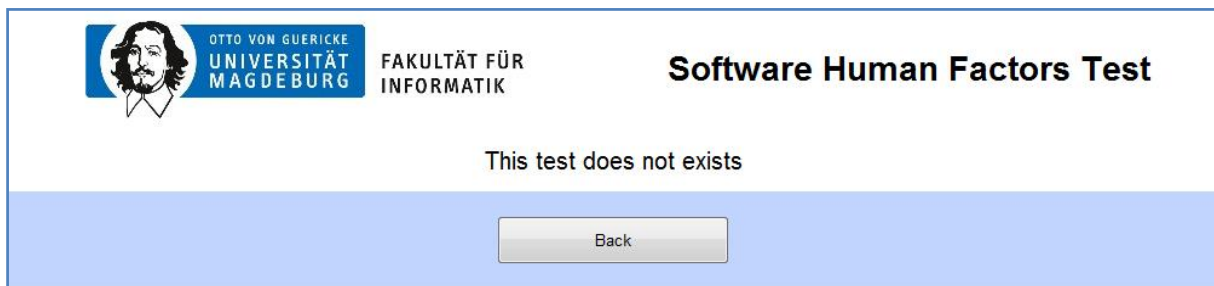 OTTO VON GUERICKE
UNIVERSITÄT
MAGDEBURG
FAKULTÄT FÜR
INFORMATIK
Software Human Factors Test
This test does not exists
Back